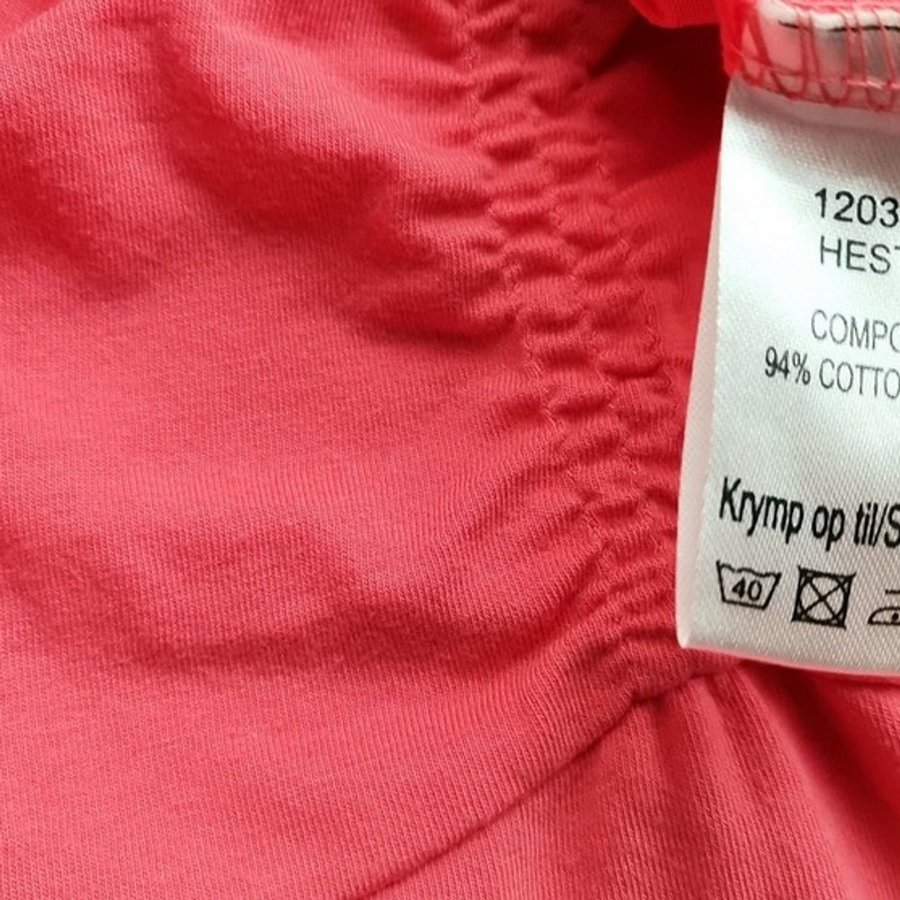 1203
HEST
COMPO
94% COTTO
Krymp op til/S
40